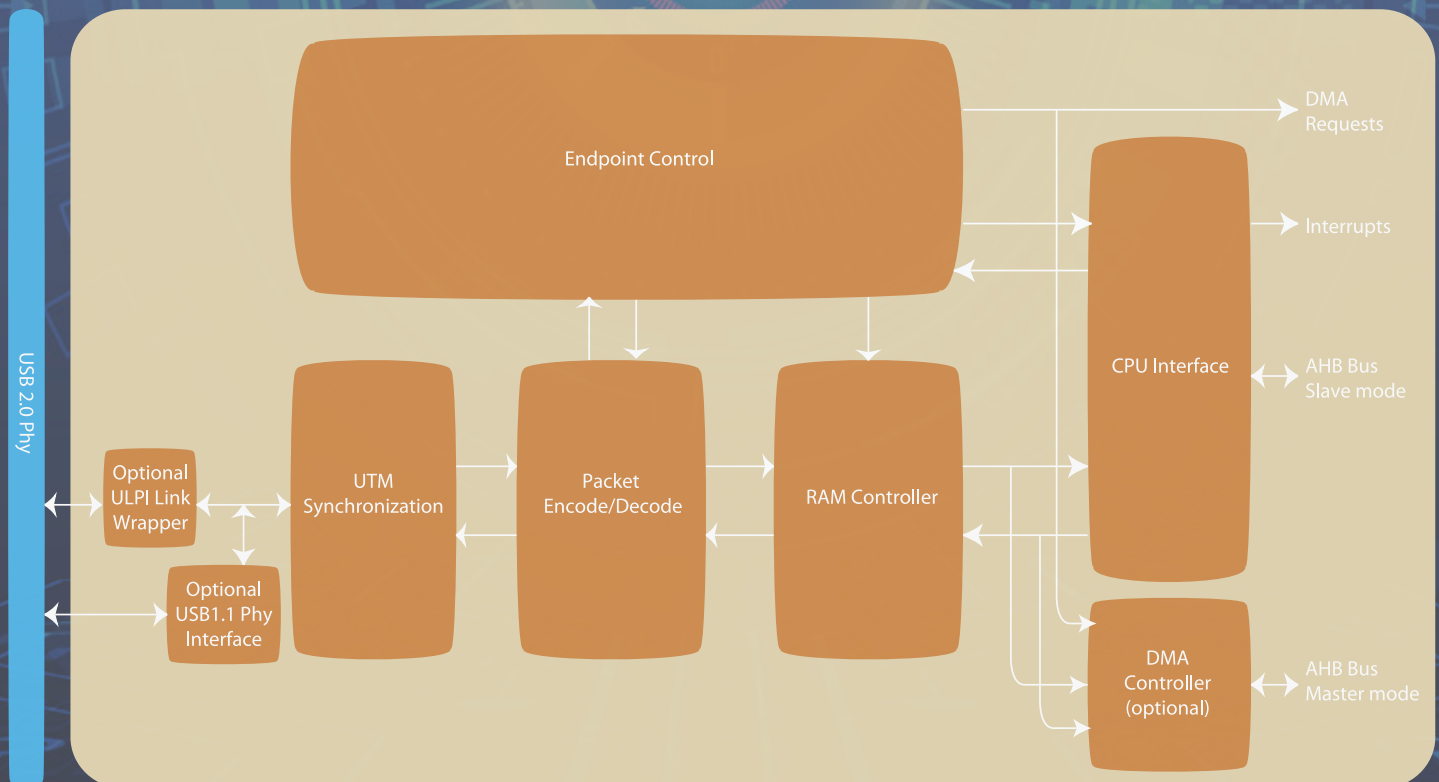 USB 2.0 Phy
Endpoint Control
DMA
Requests
Interrupts
CPU Interface
AHB Bus
Slave mode
Optional
ULPI Link
Wrapper
UTM
Synchronization
Packet
Encode/Decode
RAM Controller
Optional
USB1.1 Phy
Interface
DMA
Controller
(optional)
AHB Bus
Master mode